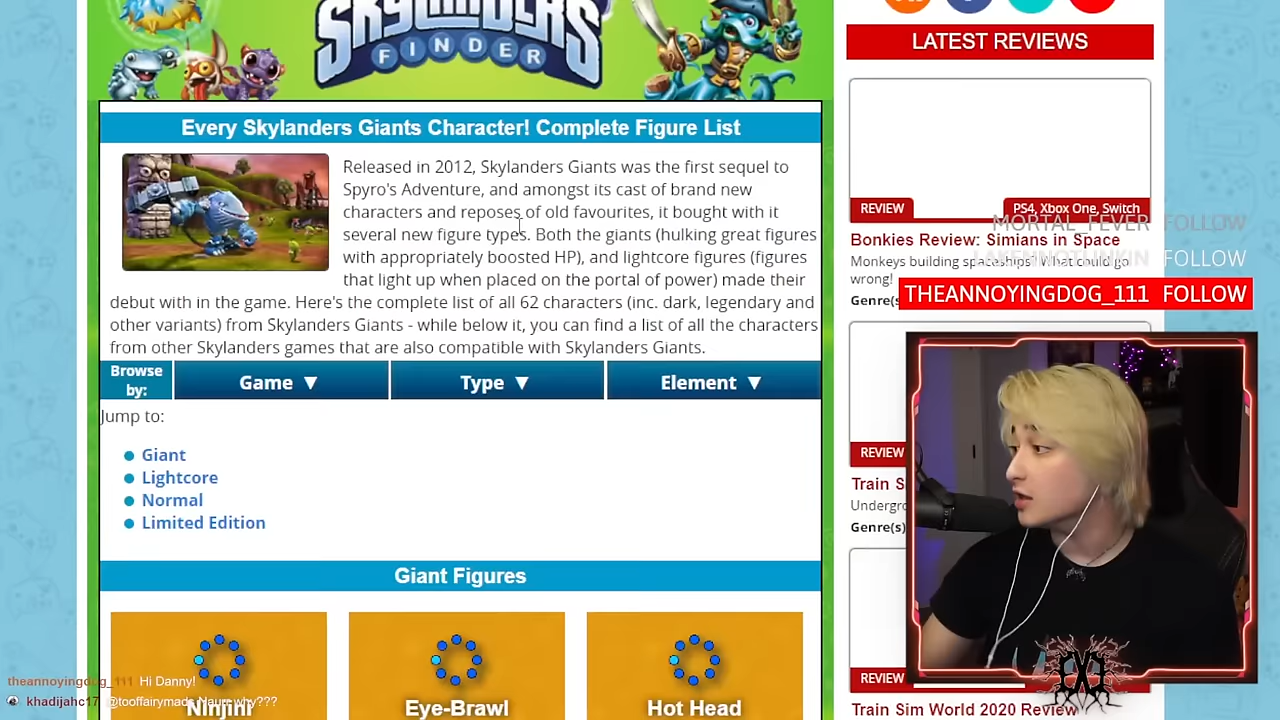 SKYLANDERS
FINDER
Every Skylanders Giants Character! Complete Figure List
Released in 2012, Skylanders Giants was the first sequel to
Spyro's Adventure, and amongst its cast of brand new
characters and reposes of old favourites, it bought with it
several new figure types. Both the giants (hulking great figures
with appropriately boosted HP), and lightcore figures (figures
that light up when placed on the portal of power) made their
debut with in the game. Here's the complete list of all 62 characters (inc. dark, legendary and
other variants) from Skylanders Giants - while below it, you can find a list of all the characters
from other Skylanders games that are also compatible with Skylanders Giants.
Browse
by:
Game ▼
Type ▼
Element ▼
Jump to:
Giant
Lightcore
Normal
Limited Edition
Giant Figures
Ninjini
Eye-Brawl
Hot Head
theannoyingdog_111 Hi Danny!
khadijahc17 @tooffairymads Naurr why???
LATEST REVIEWS
REVIEW
PS4, Xbox One, Switch
Bonkies Review: Simians in Space
Monkeys building spaceships? What could go
wrong!
Genre(s)
MORTAL_FEVER FOLLOW
FOLLOW
THEANNOYINGDOG_111 FOLLOW
REVIEW
Train S
Undergro
Genre(s)
REVIEW
Train Sim World 2020 Review